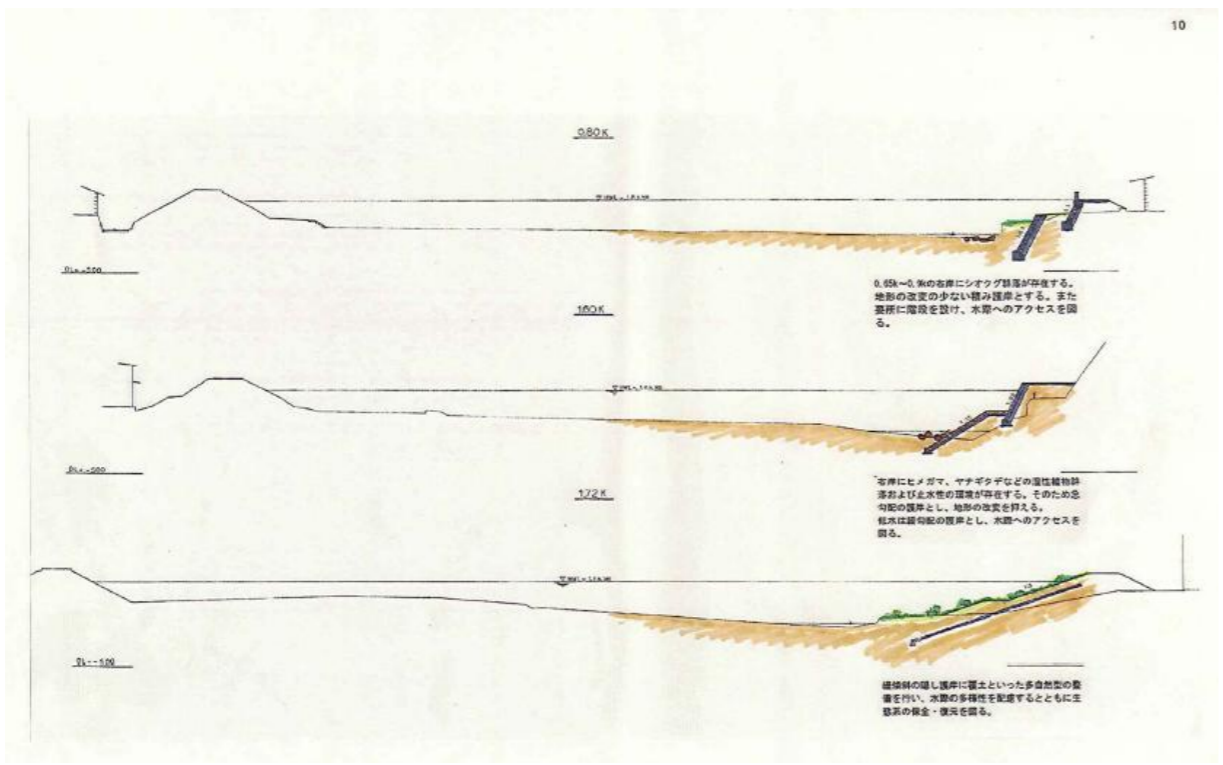 10
0.80K
DL=-5.00
0.65k～0.9kの右岸にシオクグ群落が存在する。
地形の改変の少ない積み護岸とする。また
要所に階段を設け、水際へのアクセスを図
る。
1.60K
DL=-5.00
右岸にヒメガマ、ヤナギタデなどの湿性植物群
落および止水性の環境が存在する。そのため急
勾配の護岸とし、地形の改変を抑える。
低水は緩勾配の護岸とし、水際へのアクセスを
図る。
1.72K
DL=-5.00
緩傾斜の隠し護岸に覆土といった多自然型の整
備を行い、水際の多様性を配慮するとともに生
態系の保全・復元を図る。